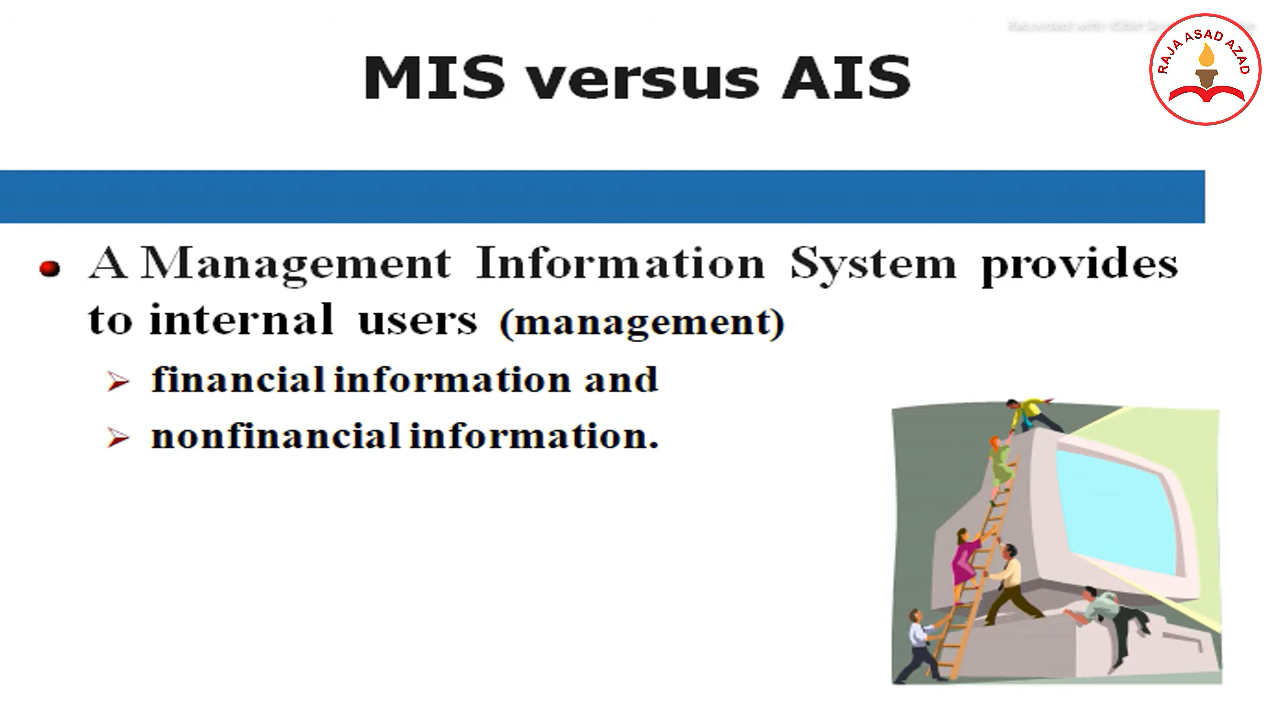 RAJA ASAD AZAD
MIS versus AIS
A Management Information System provides
to internal users (management)
financial information and
nonfinancial information.